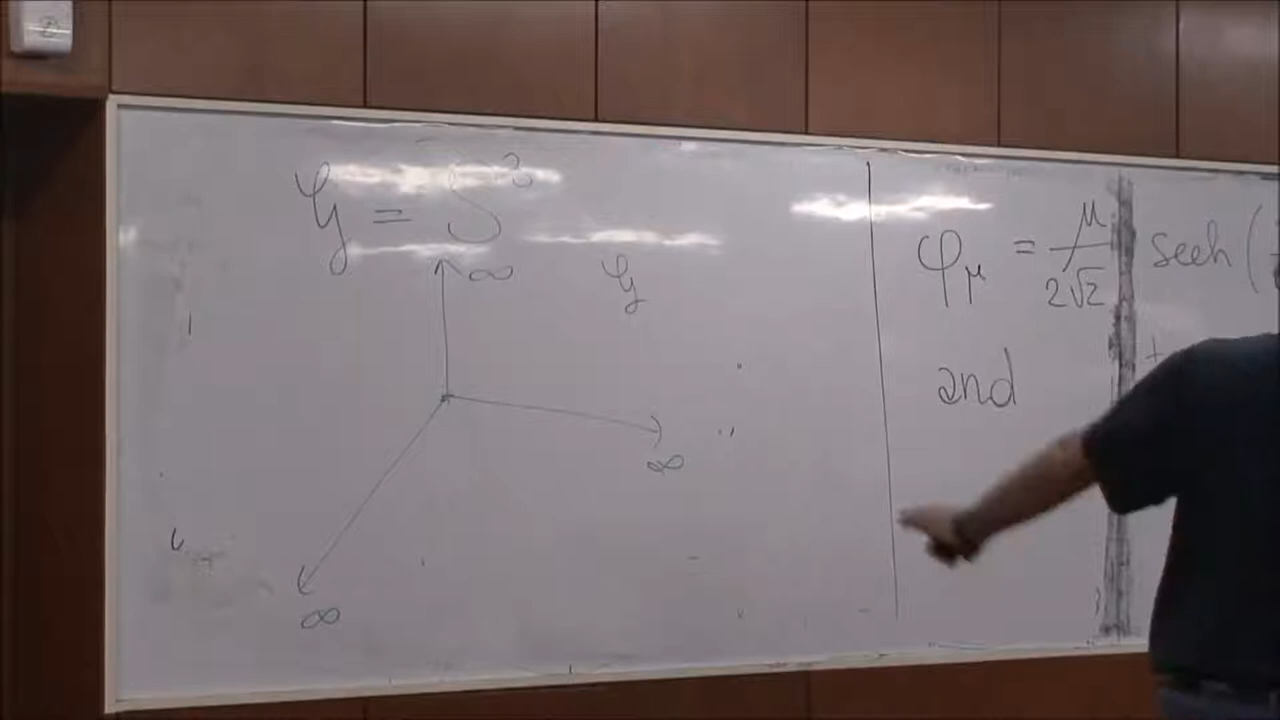 𝒢 = S³
∞
𝒢
∞
∞
φ_μ = μ/2√2 sech (
and